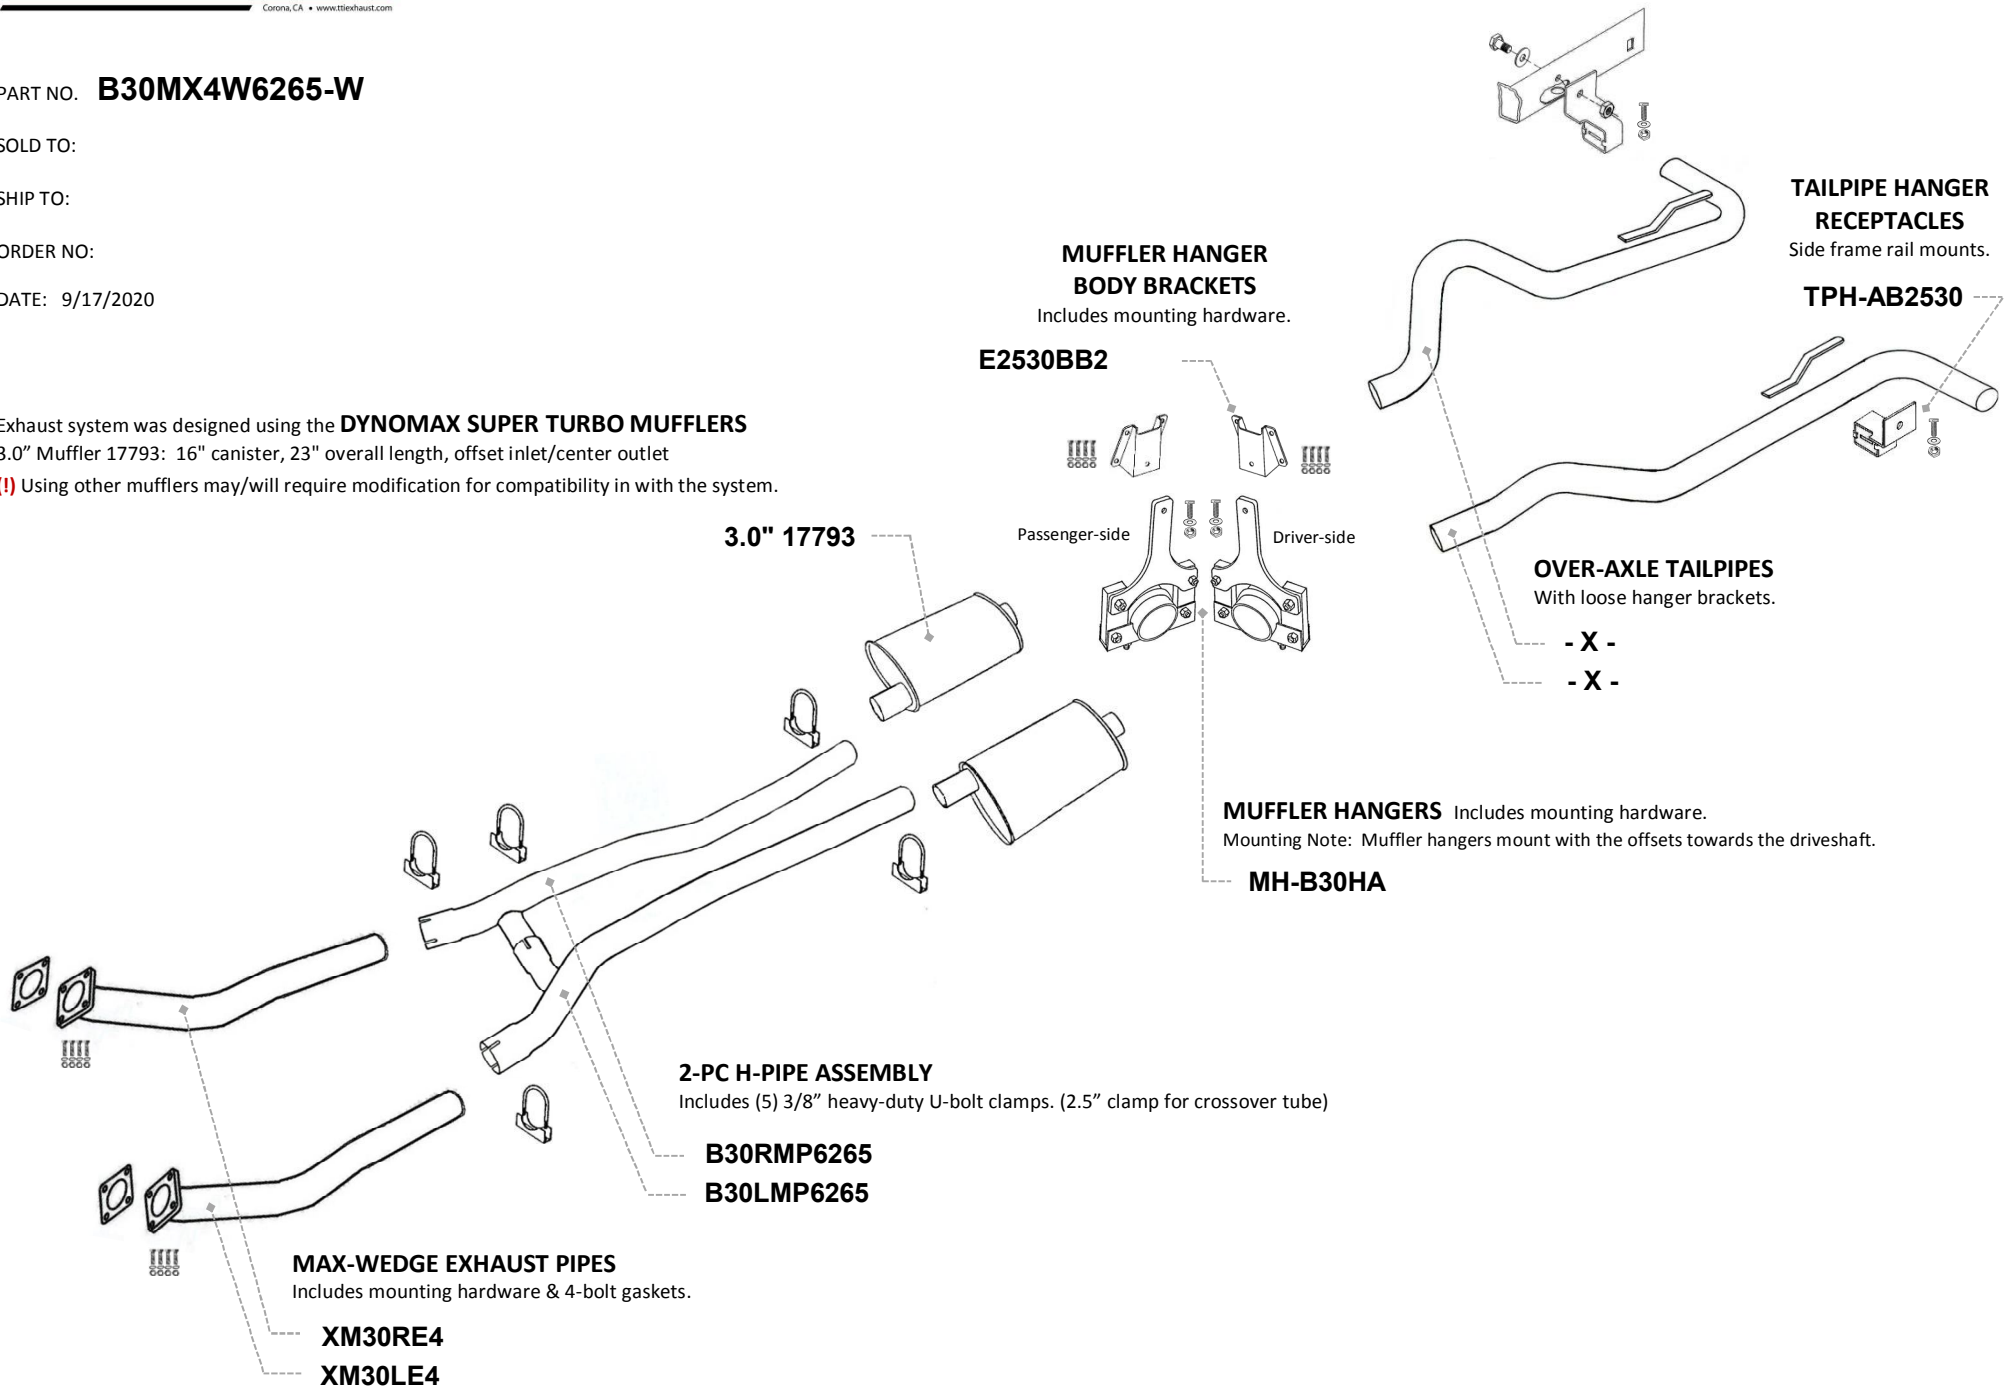 Corona, CA • www.ttiexhaust.com
PART NO. B30MX4W6265-W
SOLD TO:
SHIP TO:
ORDER NO:
DATE: 9/17/2020
Exhaust system was designed using the DYNOMAX SUPER TURBO MUFFLERS
3.0” Muffler 17793: 16" canister, 23" overall length, offset inlet/center outlet
(!) Using other mufflers may/will require modification for compatibility in with the system.
TAILPIPE HANGER
RECEPTACLES
Side frame rail mounts.
TPH-AB2530
MUFFLER HANGER
BODY BRACKETS
Includes mounting hardware.
E2530BB2
3.0" 17793
Passenger-side
Driver-side
OVER-AXLE TAILPIPES
With loose hanger brackets.
- X -
- X -
MUFFLER HANGERS Includes mounting hardware.
Mounting Note: Muffler hangers mount with the offsets towards the driveshaft.
MH-B30HA
2-PC H-PIPE ASSEMBLY
Includes (5) 3/8” heavy-duty U-bolt clamps. (2.5” clamp for crossover tube)
B30RMP6265
B30LMP6265
MAX-WEDGE EXHAUST PIPES
Includes mounting hardware & 4-bolt gaskets.
XM30RE4
XM30LE4